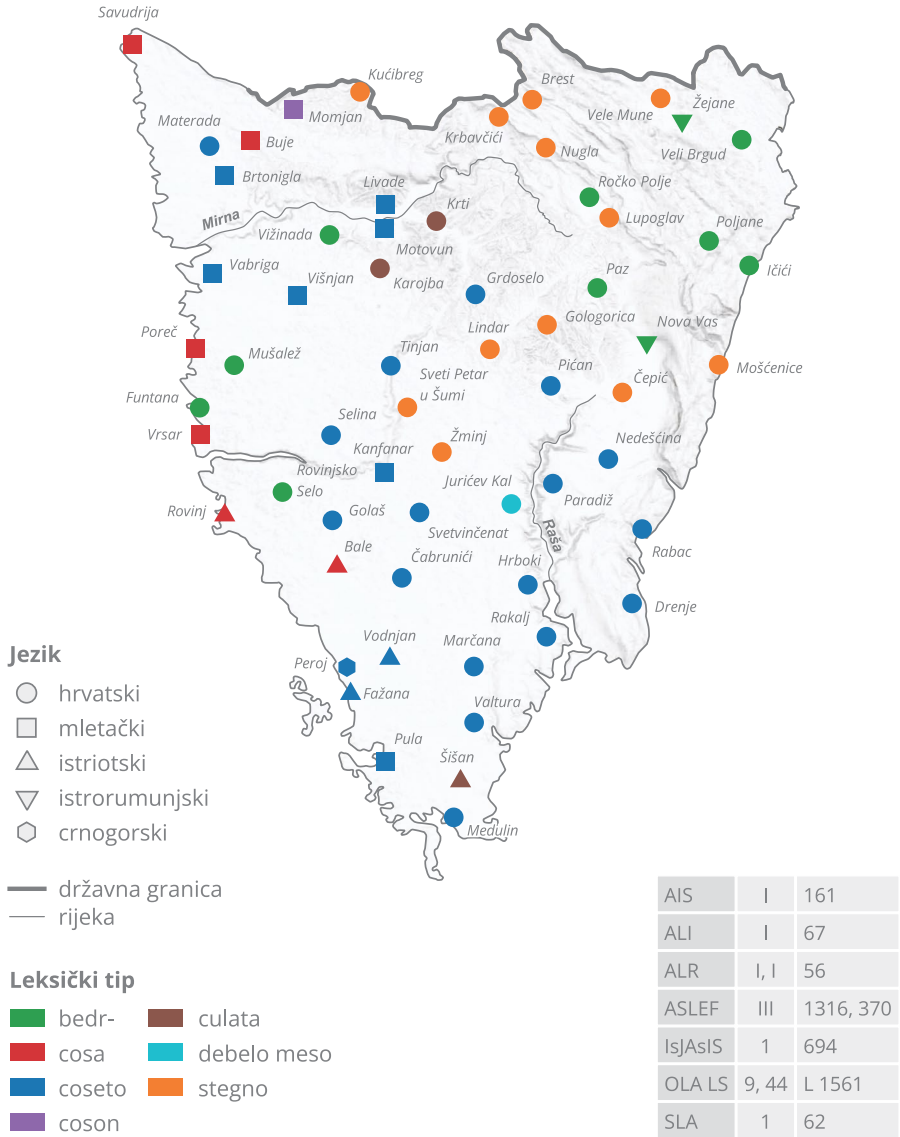 Savudrija
Kućibreg
Brest
Momjan
Vele Mune
Žejane
Materada
Buje
Krbavčići
Nugla
Veli Brgud
Brtonigla
Livade
Ročko Polje
Mirna
Krti
Lupoglav
Vižinada
Motovun
Poljane
Vabriga
Višnjan
Karojba
Grdoselo
Paz
Ičići
Poreč
Lindar
Gologorica
Nova Vas
Mušalež
Tinjan
Pićan
Mošćenice
Sveti Petar
u Šumi
Čepić
Funtana
Selina
Vrsar
Žminj
Nedešćina
Kanfanar
Rovinjsko
Selo
Jurićev Kal
Paradiž
Rovinj
Golaš
Svetvinčenat
Raša
Bale
Čabrunići
Hrboki
Rabac
Rakalj
Drenje
Vodnjan
Marčana
Peroj
Fažana
Valtura
Pula
Šišan
Medulin
Jezik
hrvatski
mletački
istriotski
istrorumunjski
crnogorski
državna granica
rijeka
Leksički tip
bedr- culata
cosa debelo meso
coseto stegno
coson
AIS I 161
ALI I 67
ALR I, I 56
ASLEF III 1316, 370
IsJAsIS 1 694
OLA LS 9, 44 L 1561
SLA 1 62